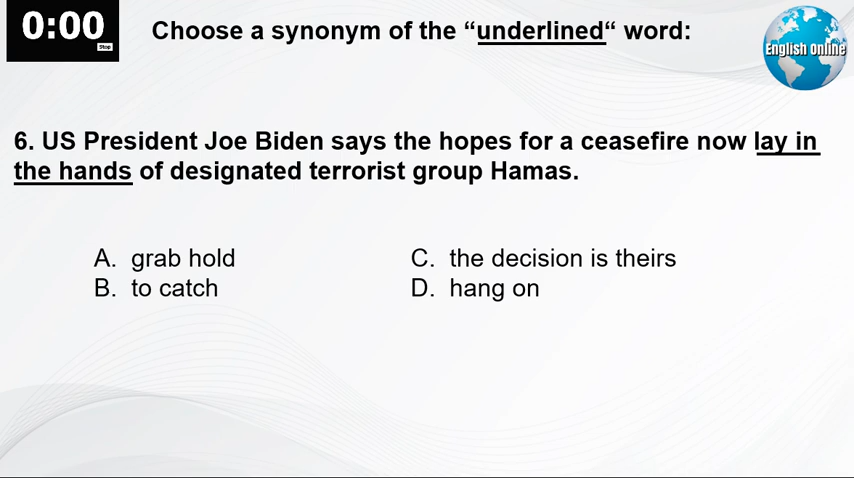 0:00
Stop
Choose a synonym of the “underlined“ word:
English Online
6. US President Joe Biden says the hopes for a ceasefire now lay in
the hands of designated terrorist group Hamas.
A. grab hold
B. to catch
C. the decision is theirs
D. hang on